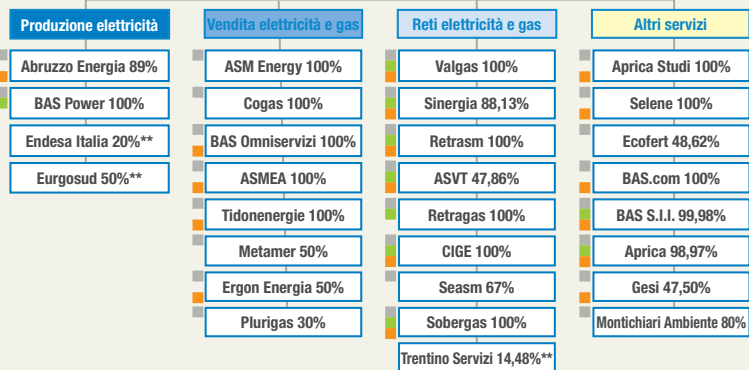 Produzione elettricità
Abruzzo Energia 89%
BAS Power 100%
Endesa Italia 20%**
Eurgosud 50%**
Vendita elettricità e gas
ASM Energy 100%
Cogas 100%
BAS Omniservizi 100%
ASMEA 100%
Tidonenergie 100%
Metamer 50%
Ergon Energia 50%
Plurigas 30%
Reti elettricità e gas
Valgas 100%
Sinergia 88,13%
Retrasm 100%
ASVT 47,86%
Retragas 100%
CIGE 100%
Seasm 67%
Sobergas 100%
Trentino Servizi 14,48%**
Altri servizi
Aprica Studi 100%
Selene 100%
Ecofert 48,62%
BAS.com 100%
BAS S.I.I. 99,98%
Aprica 98,97%
Gesi 47,50%
Montichiari Ambiente 80%